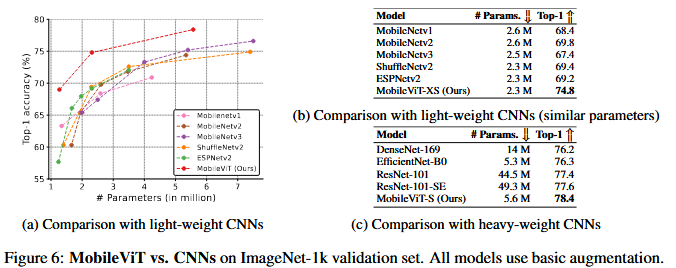 80
75
70
65
60
55
Top-1 accuracy (%)
1 2 3 4 5 6 7
# Parameters (in million)
Mobilenetv1
MobileNetv2
MobileNetv3
ShuffleNetv2
ESPNetv2
MobileViT (Ours)
(a) Comparison with light-weight CNNs
Model # Params. ⇓ Top-1 ⇑
MobileNetv1 2.6 M 68.4
MobileNetv2 2.6 M 69.8
MobileNetv3 2.5 M 67.4
ShuffleNetv2 2.3 M 69.4
ESPNetv2 2.3 M 69.2
MobileViT-XS (Ours) 2.3 M 74.8
(b) Comparison with light-weight CNNs (similar parameters)
Model # Params. ⇓ Top-1 ⇑
DenseNet-169 14 M 76.2
EfficientNet-B0 5.3 M 76.3
ResNet-101 44.5 M 77.4
ResNet-101-SE 49.3 M 77.6
MobileViT-S (Ours) 5.6 M 78.4
(c) Comparison with heavy-weight CNNs
Figure 6: MobileViT vs. CNNs on ImageNet-1k validation set. All models use basic augmentation.